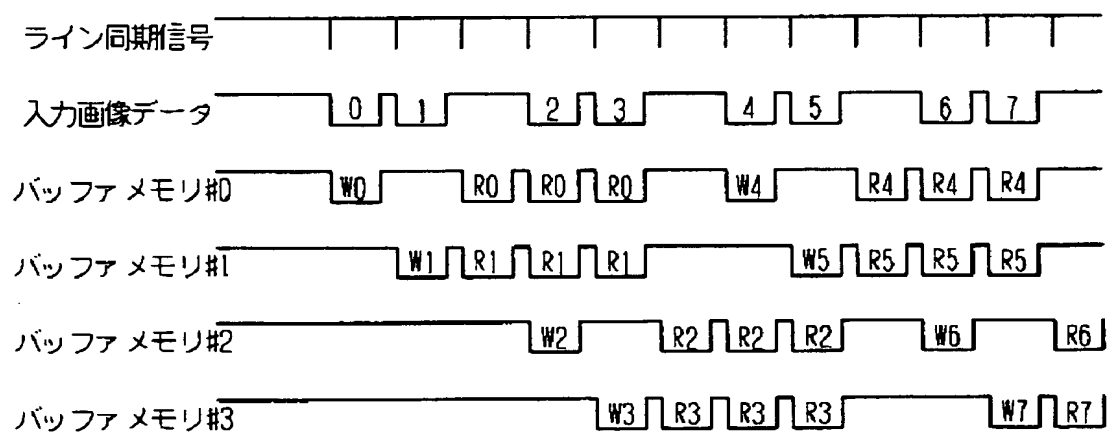 ライン同期信号
入力画像データ 0 1 2 3 4 5 6 7
バッファメモリ#0 W0 R0 R0 R0 W4 R4 R4 R4
バッファメモリ#1 W1 R1 R1 R1 W5 R5 R5 R5
バッファメモリ#2 W2 R2 R2 R2 W6 R6
バッファメモリ#3 W3 R3 R3 R3 W7 R7